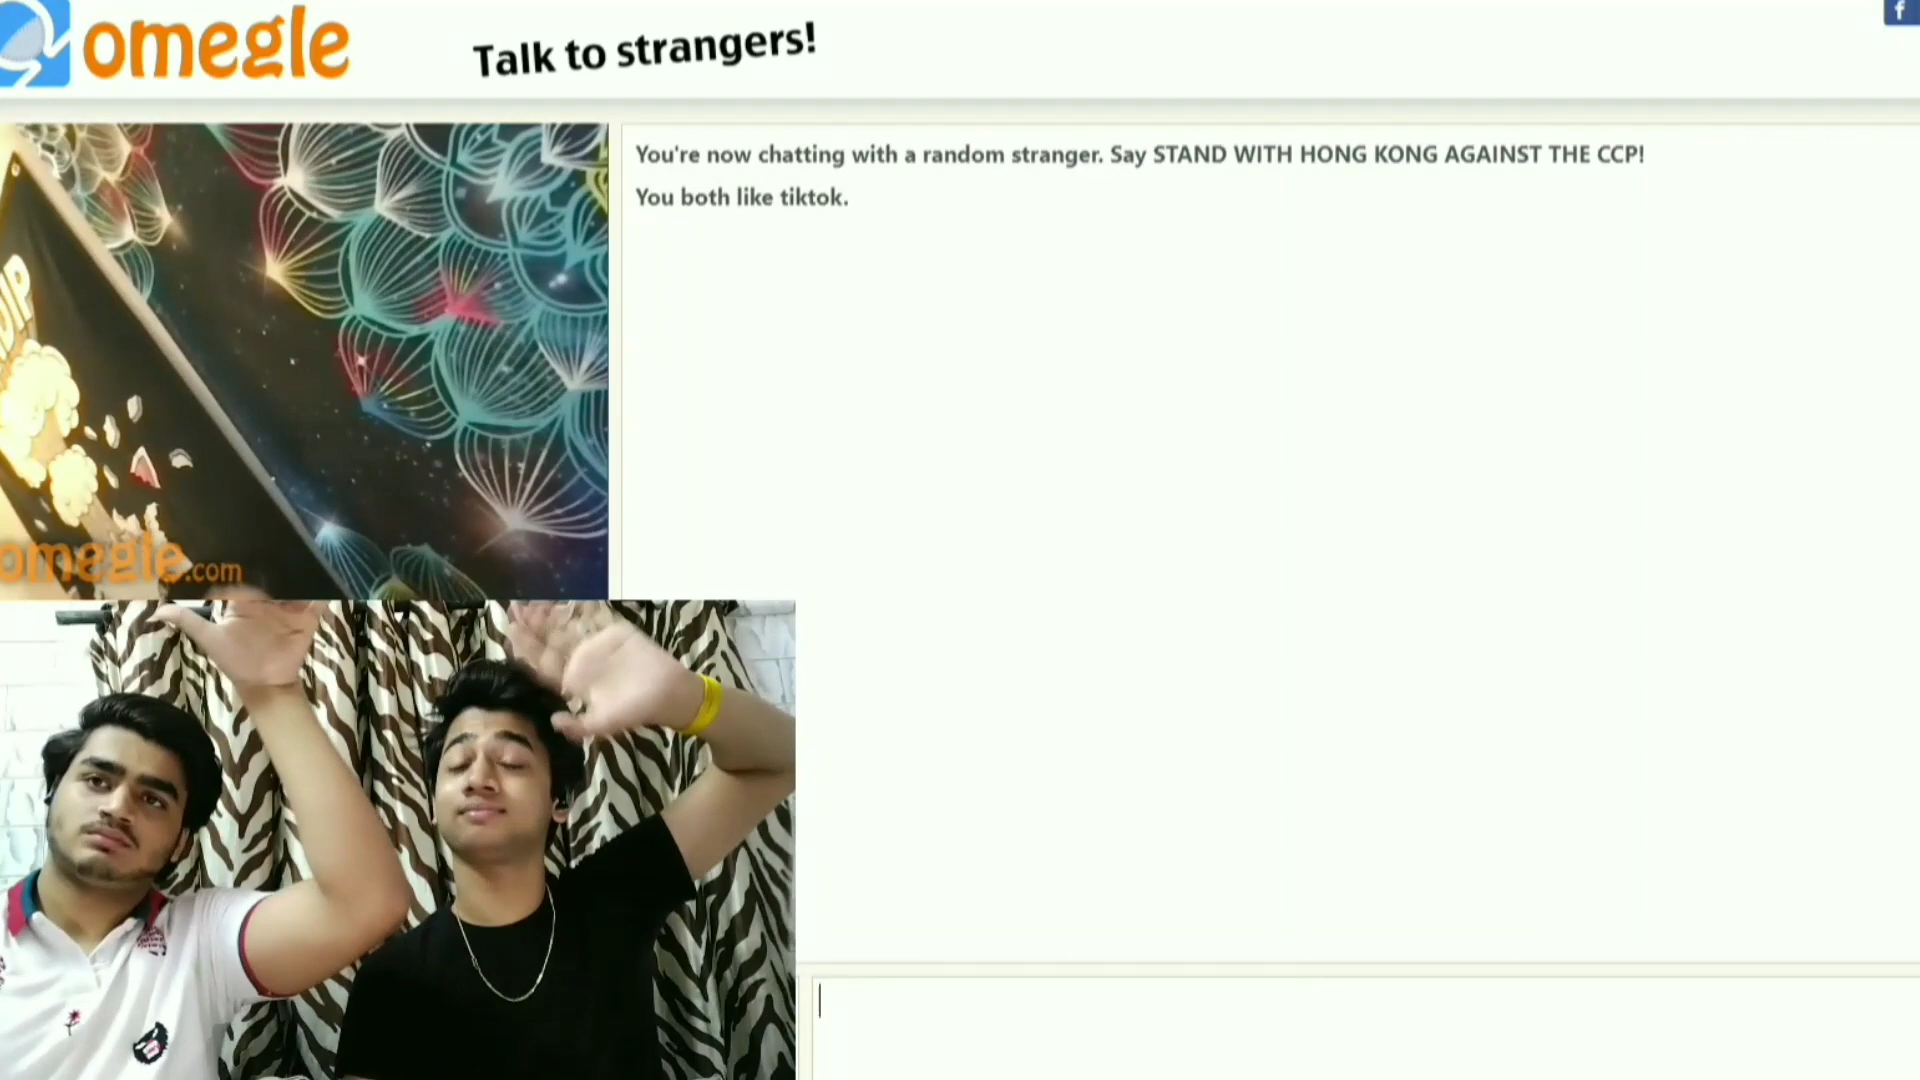 omegle
Talk to strangers!
f
You're now chatting with a random stranger. Say STAND WITH HONG KONG AGAINST THE CCP!
You both like tiktok.
omegle.com